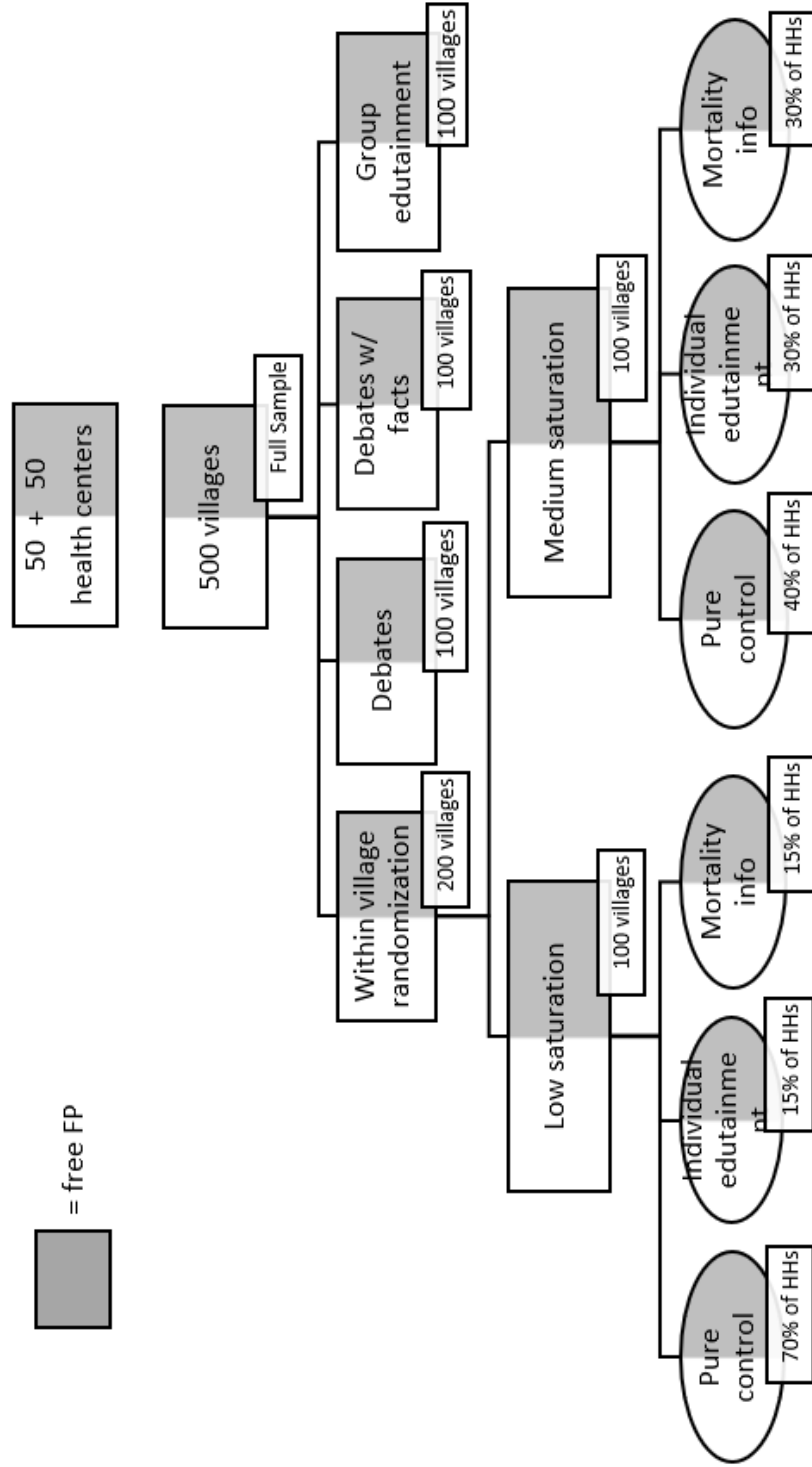 = free FP
50 + 50
health centers
500 villages
Full Sample
Within village
randomization
200 villages
Debates
100 villages
Debates w/
facts
100 villages
Group
edutainment
100 villages
Low saturation
100 villages
Medium saturation
100 villages
Pure
control
70% of HHs
Individual
edutainme
nt
15% of HHs
Mortality
info
15% of HHs
Pure
control
40% of HHs
Individual
edutainme
nt
30% of HHs
Mortality
info
30% of HHs